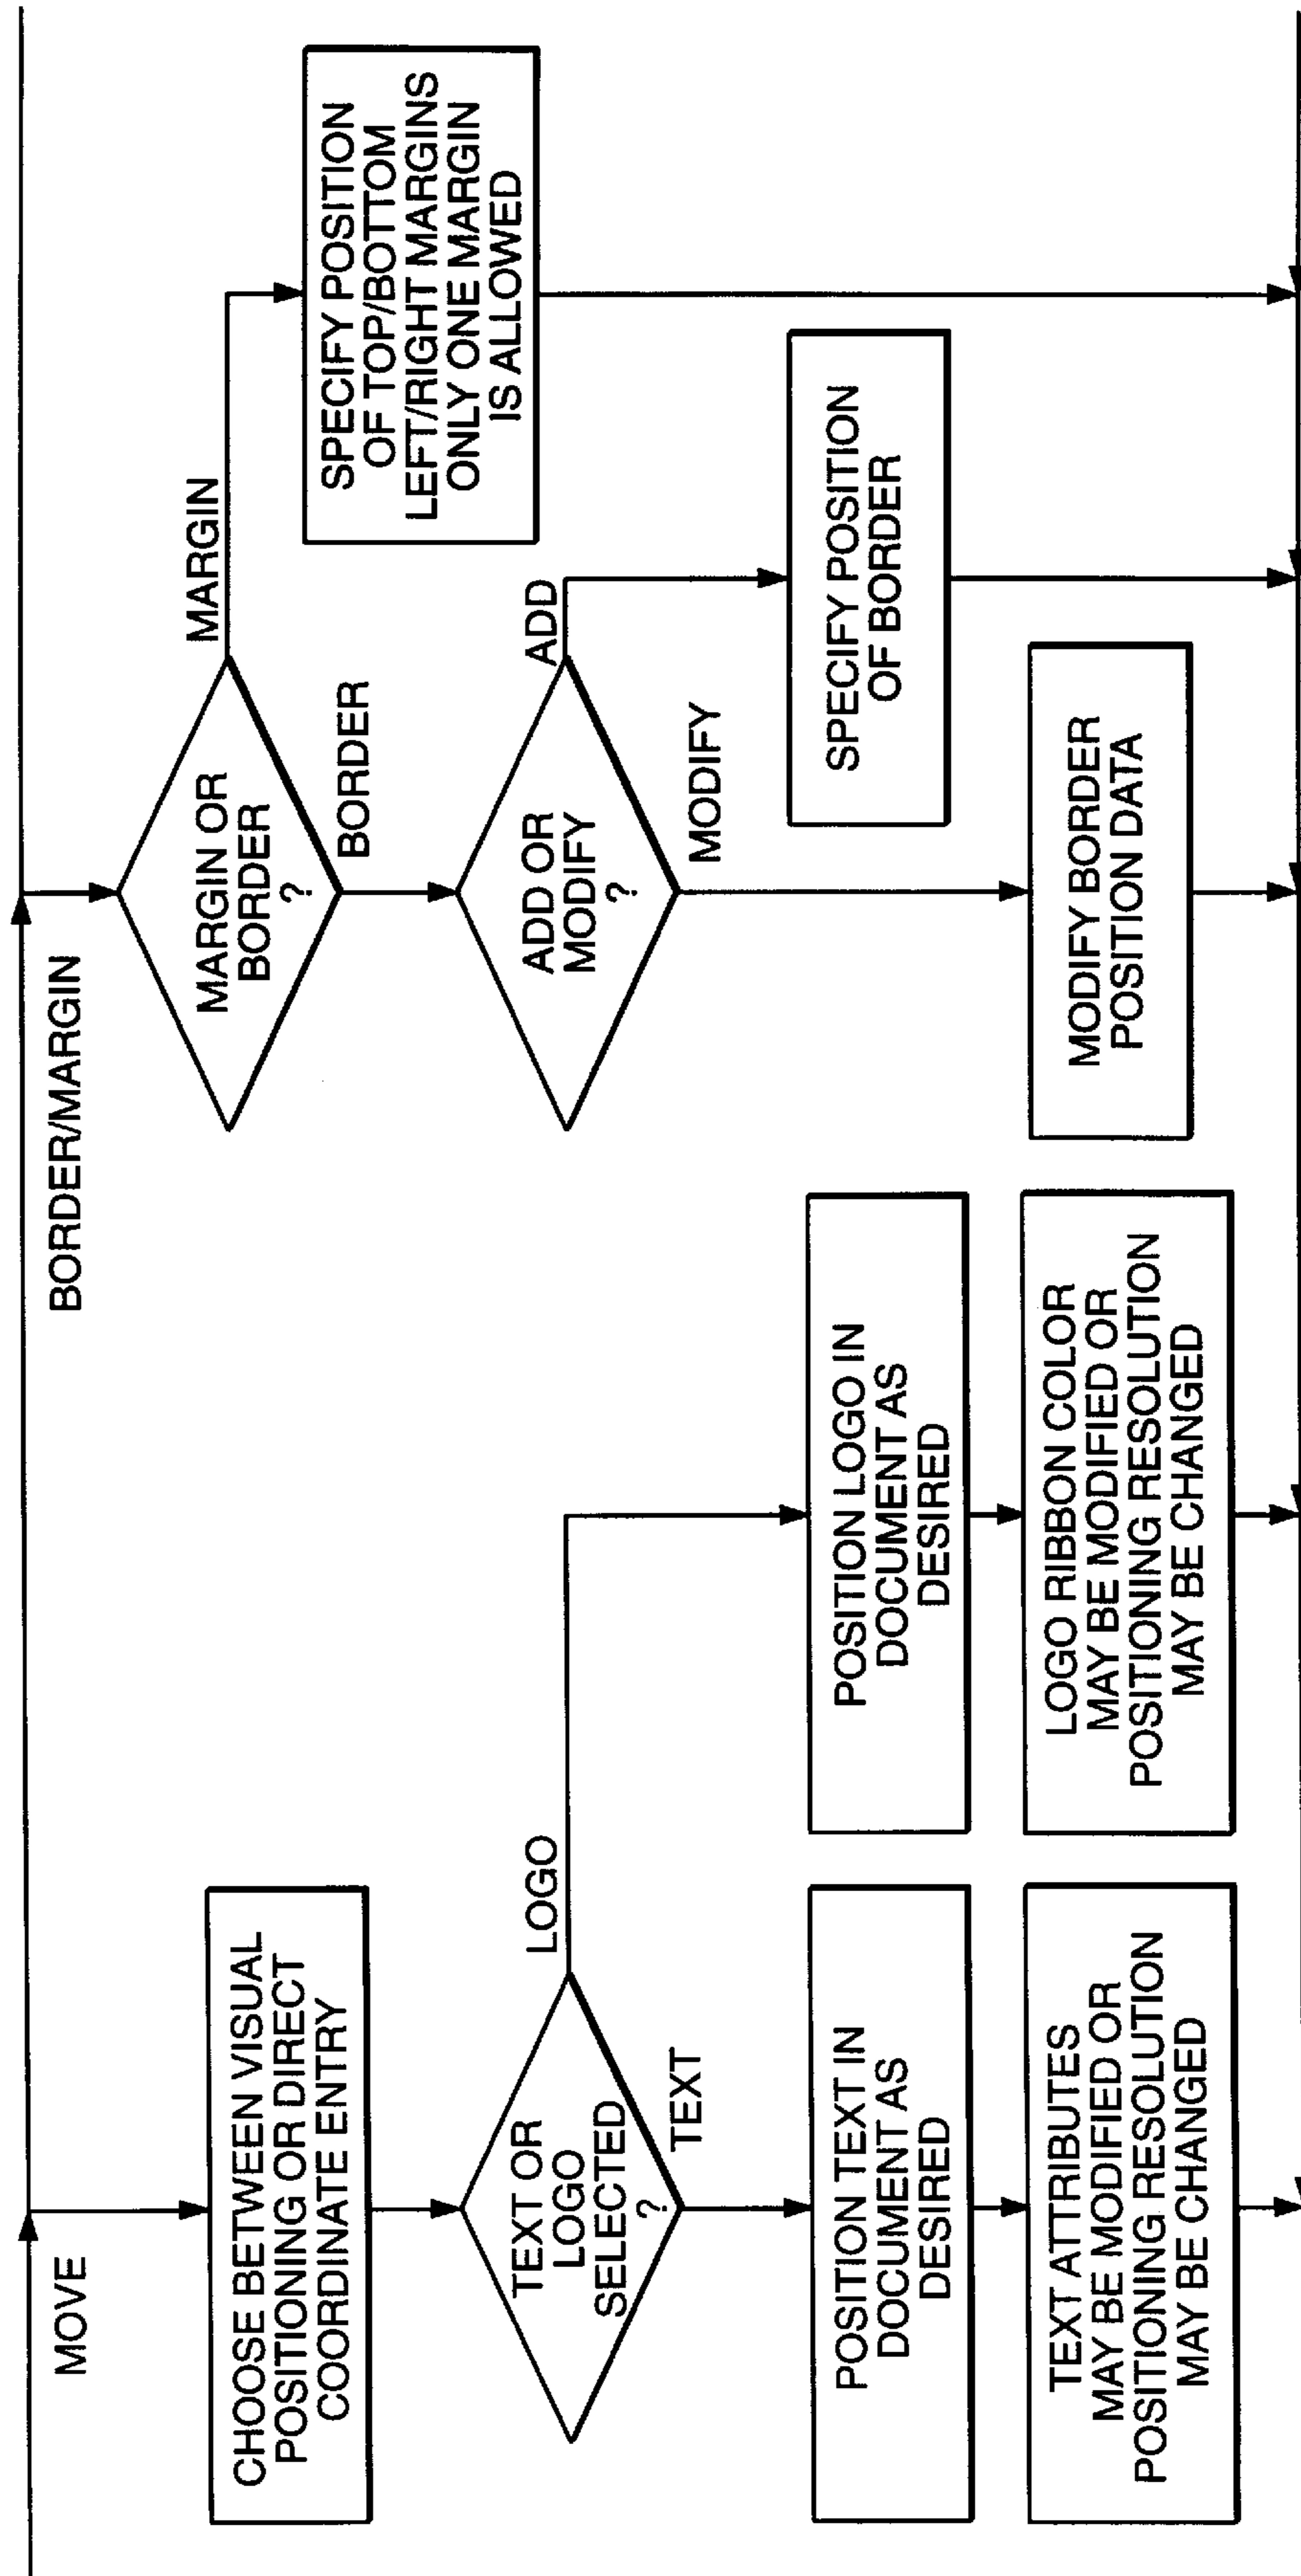 MOVE
CHOOSE BETWEEN VISUAL
POSITIONING OR DIRECT
COORDINATE ENTRY
TEXT OR
LOGO
SELECTED
?
LOGO
TEXT
POSITION TEXT IN
DOCUMENT AS
DESIRED
TEXT ATTRIBUTES
MAY BE MODIFIED OR
POSITIONING RESOLUTION
MAY BE CHANGED
POSITION LOGO IN
DOCUMENT AS
DESIRED
LOGO RIBBON COLOR
MAY BE MODIFIED OR
POSITIONING RESOLUTION
MAY BE CHANGED
BORDER/MARGIN
MARGIN OR
BORDER
?
MARGIN
BORDER
SPECIFY POSITION
OF TOP/BOTTOM
LEFT/RIGHT MARGINS
ONLY ONE MARGIN
IS ALLOWED
ADD OR
MODIFY
?
ADD
MODIFY
SPECIFY POSITION
OF BORDER
MODIFY BORDER
POSITION DATA